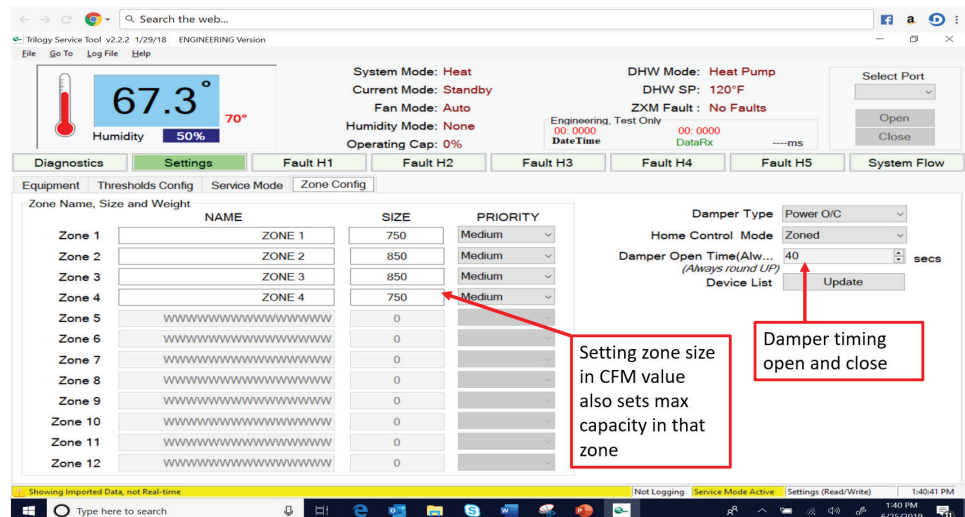 Search the web...
Trilogy Service Tool v2.2.2 1/29/18 ENGINEERING Version
File Go To Log File Help
67.3° 70°
Humidity 50%
System Mode: Heat
Current Mode: Standby
Fan Mode: Auto
Humidity Mode: None
Operating Cap: 0%
DHW Mode: Heat Pump
DHW SP: 120°F
ZXM Fault : No Faults
Engineering, Test Only
00: 0000 00: 0000
DateTime DataRx ----ms
Select Port
Open
Close
Diagnostics Settings Fault H1 Fault H2 Fault H3 Fault H4 Fault H5 System Flow
Equipment Thresholds Config Service Mode Zone Config
Zone Name, Size and Weight
NAME SIZE PRIORITY
Zone 1 ZONE 1 750 Medium
Zone 2 ZONE 2 850 Medium
Zone 3 ZONE 3 850 Medium
Zone 4 ZONE 4 750 Medium
Zone 5 WWWWWWWWWWWWWWWW 0
Zone 6 WWWWWWWWWWWWWWWW 0
Zone 7 WWWWWWWWWWWWWWWW 0
Zone 8 WWWWWWWWWWWWWWWW 0
Zone 9 WWWWWWWWWWWWWWWW 0
Zone 10 WWWWWWWWWWWWWWWW 0
Zone 11 WWWWWWWWWWWWWWWW 0
Zone 12 WWWWWWWWWWWWWWWW 0
Damper Type Power O/C
Home Control Mode Zoned
Damper Open Time(Alw... 40 secs
(Always round UP)
Device List Update
Setting zone size
in CFM value
also sets max
capacity in that
zone
Damper timing
open and close
Showing Imported Data, not Real-time
Not Logging Service Mode Active Settings (Read/Write) 1:40:41 PM
Type here to search
1:40 PM
6/25/2019